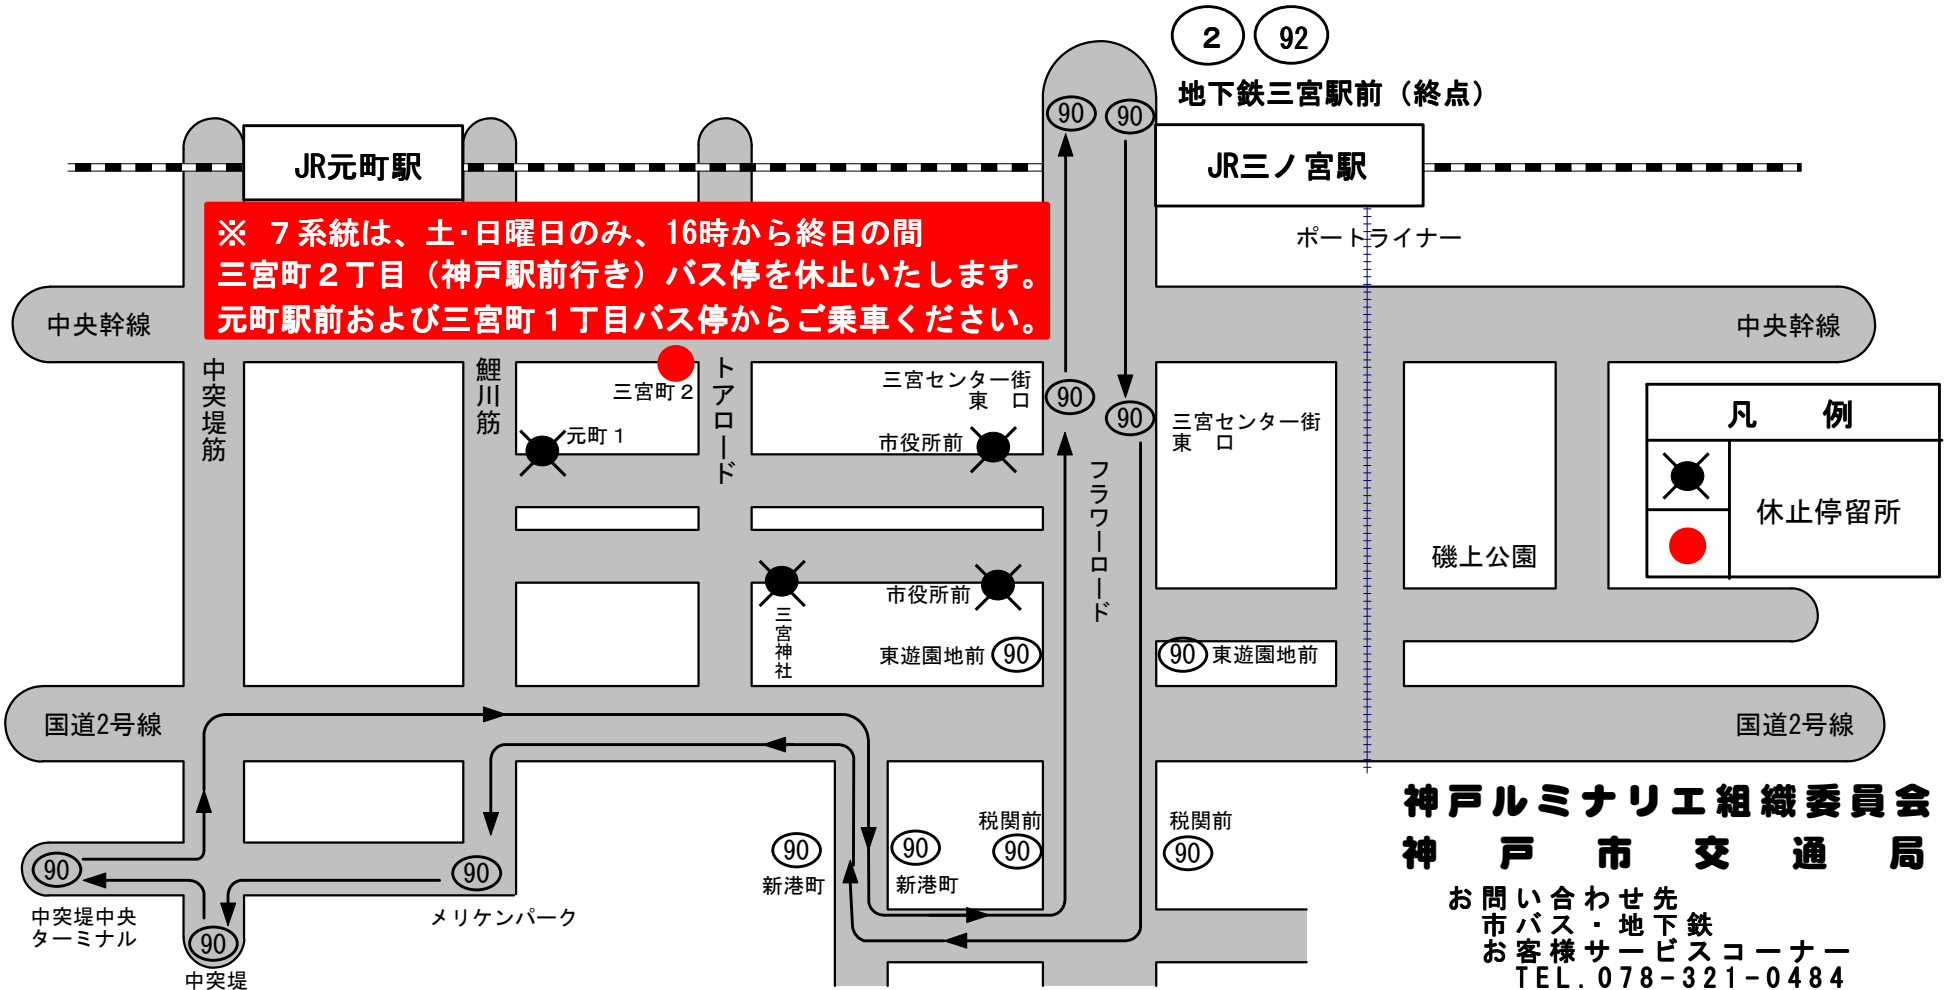 2 92
地下鉄三宮駅前（終点）
90 90
JR元町駅
JR三ノ宮駅
ポートライナー
※ 7系統は、土・日曜日のみ、16時から終日の間
三宮町2丁目（神戸駅前行き）バス停を休止いたします。
元町駅前および三宮町1丁目バス停からご乗車ください。
中央幹線
中央幹線
中突堤筋
鯉川筋
トアロード
三宮町2
元町1
三宮センター街
東 口
90
90
三宮センター街
東 口
市役所前
フラワーロード
凡 例
休止停留所
磯上公園
市役所前
三宮神社
東遊園地前 90
90 東遊園地前
国道2号線
国道2号線
税関前
90
税関前
90
90
新港町
90
新港町
90
中突堤中央
ターミナル
90
メリケンパーク
90
中突堤
神戸ルミナリエ組織委員会
神戸市交通局
お問い合わせ先
市バス・地下鉄
お客様サービスコーナー
TEL.078-321-0484